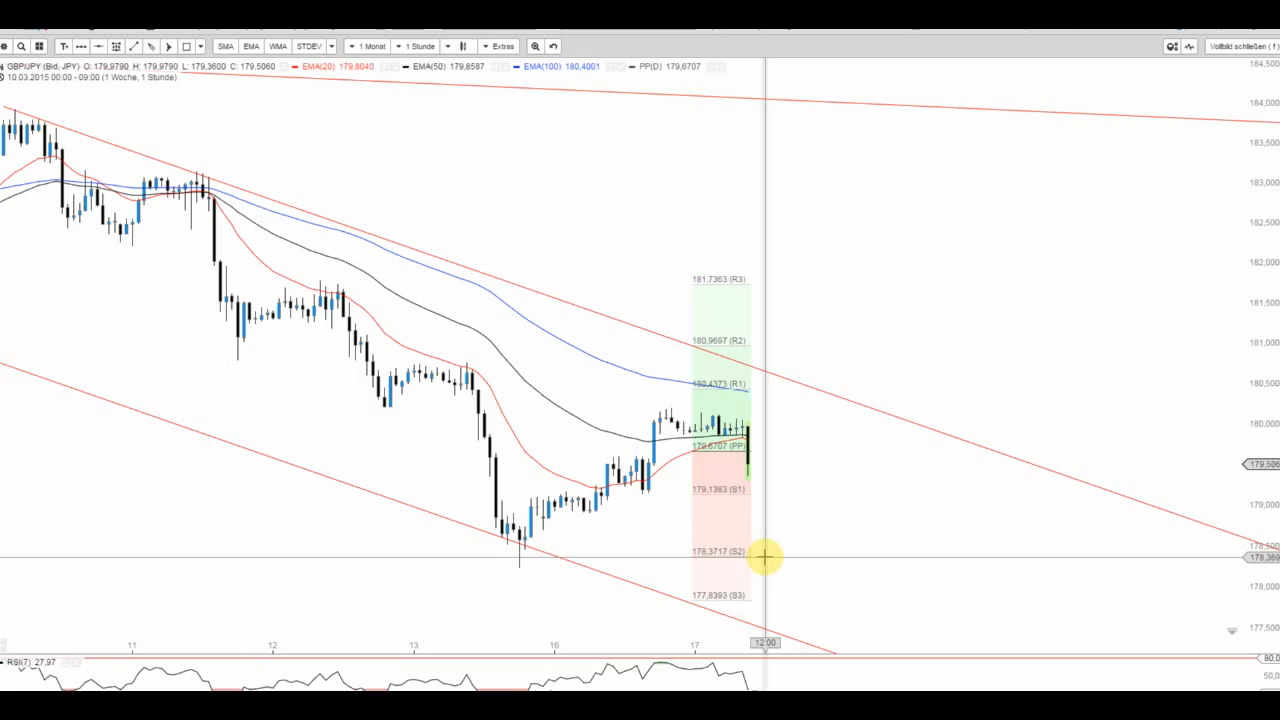 T
SMA EMA WMA STDEV 1 Monat 1 Stunde Extras Vollbild schließen ( f )
GBP/JPY (Bid, JPY) O: 179,9790 H: 179,9790 L: 179,3600 C: 179,5060 EMA(20) 179,8040 EMA(50) 179,8587 EMA(100) 180,4001 PP(D) 179,6707
10.03.2015 00:00 - 09:00 (1 Woche, 1 Stunde)
184,500
184,000
183,500
183,000
182,500
182,000
181,7363 (R3)
181,500
180,9697 (R2)
181,000
180,4373 (R1)
180,500
180,000
179,6707 (PP)
179,506
179,1383 (S1)
179,000
178,500
178,3717 (S2)
178,369
178,000
177,8393 (S3)
177,500
11 12 13 16 17 12:00
RSI(7) 27,97
80,0
50,0